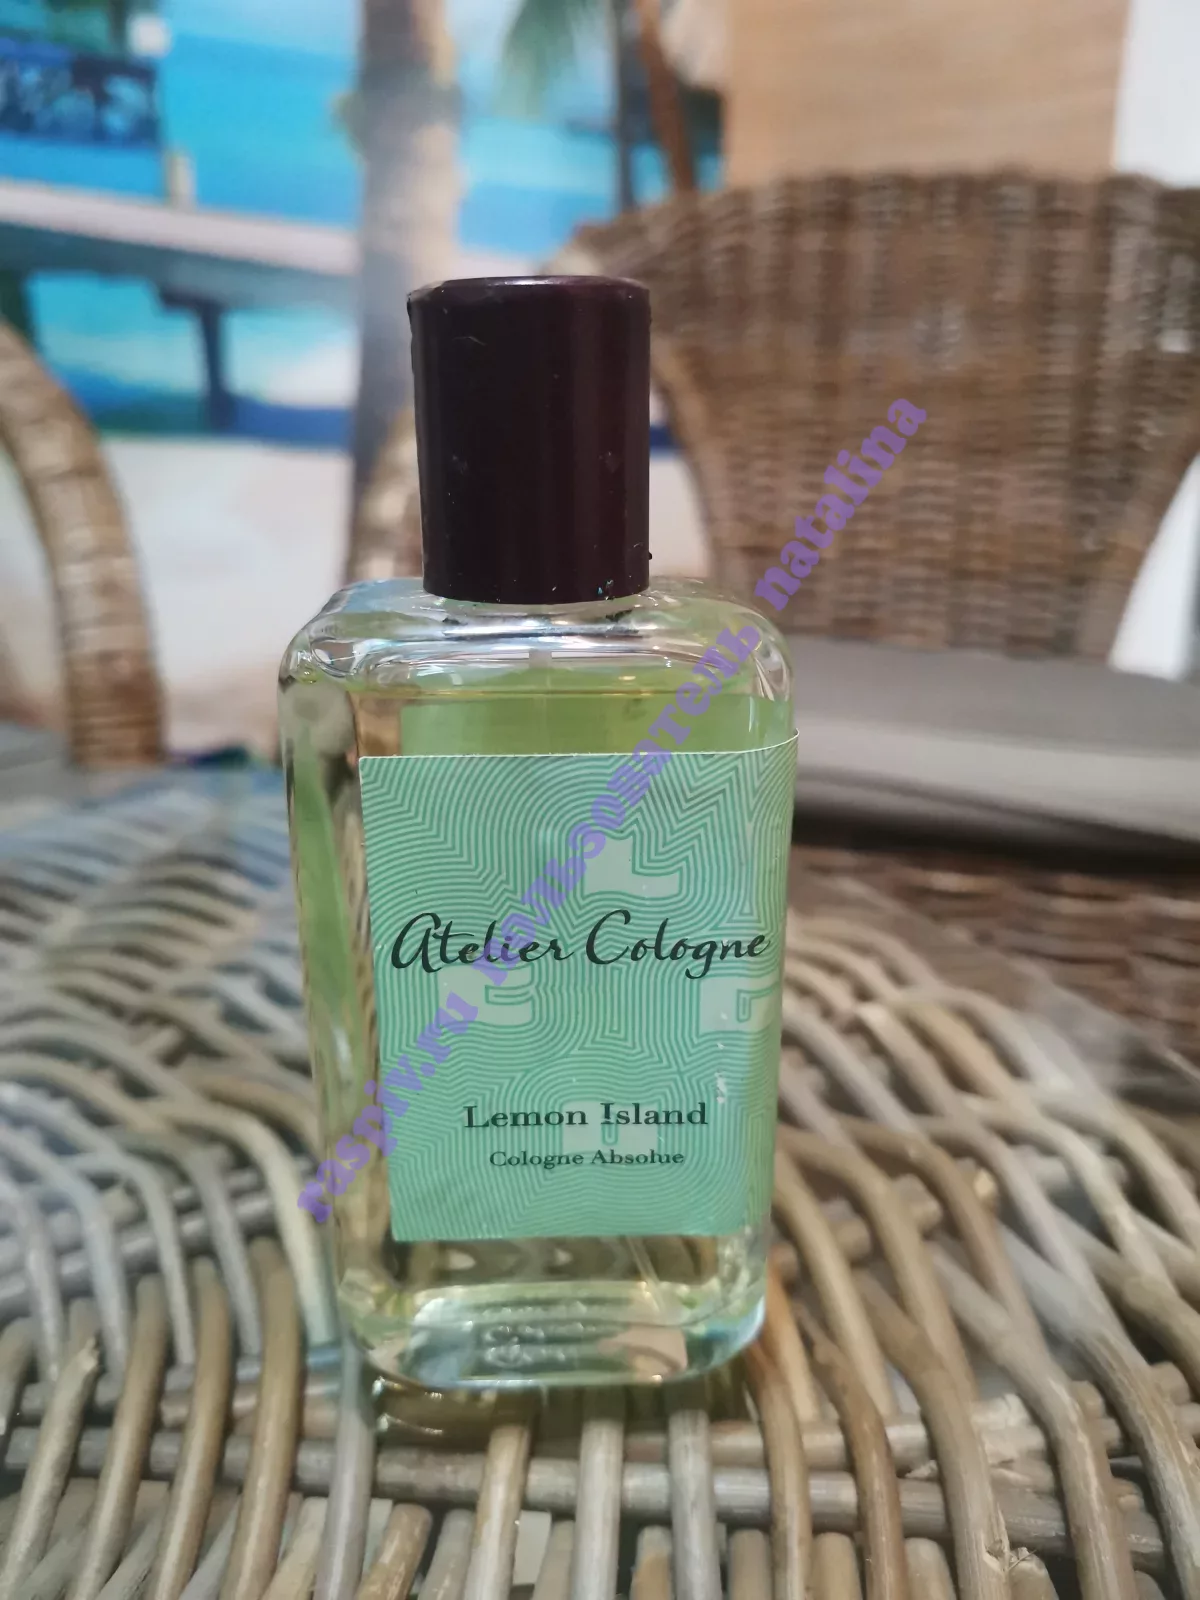 Atelier Cologne
Lemon Island
Cologne Absolue
raspiv.ru пользователь natalina